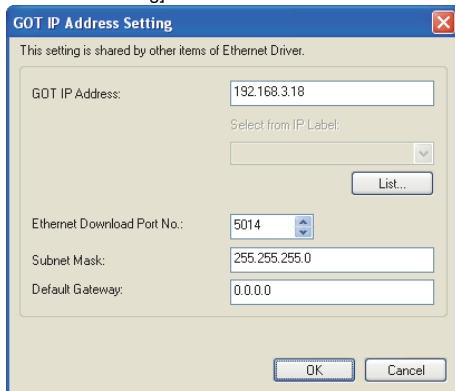 GOT IP Address Setting
This setting is shared by other items of Ethernet Driver.
GOT IP Address:
192.168.3.18
Select from IP Label:
List...
Ethernet Download Port No.:
5014
Subnet Mask:
255.255.255.0
Default Gateway:
0.0.0.0
OK
Cancel